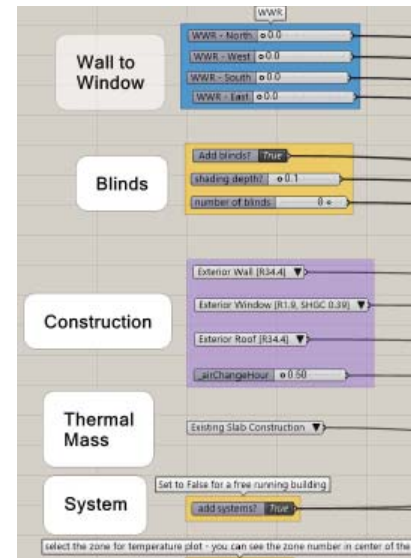 WWR
Wall to
Window
WWR - North 0.0
WWR - West 0.0
WWR - South 0.0
WWR - East 0.0
Blinds
Add blinds? True
shading depth? 0.1
number of blinds 8
Construction
Exterior Wall [R34.4]
Exterior Window [R1.9, SHGC 0.39]
Exterior Roof [R34.4]
_airChangeHour 0.50
Thermal
Mass
Existing Slab Construction
System
Set to False for a free running building
add systems? True
select the zone for temperature plot - you can see the zone number in center of the